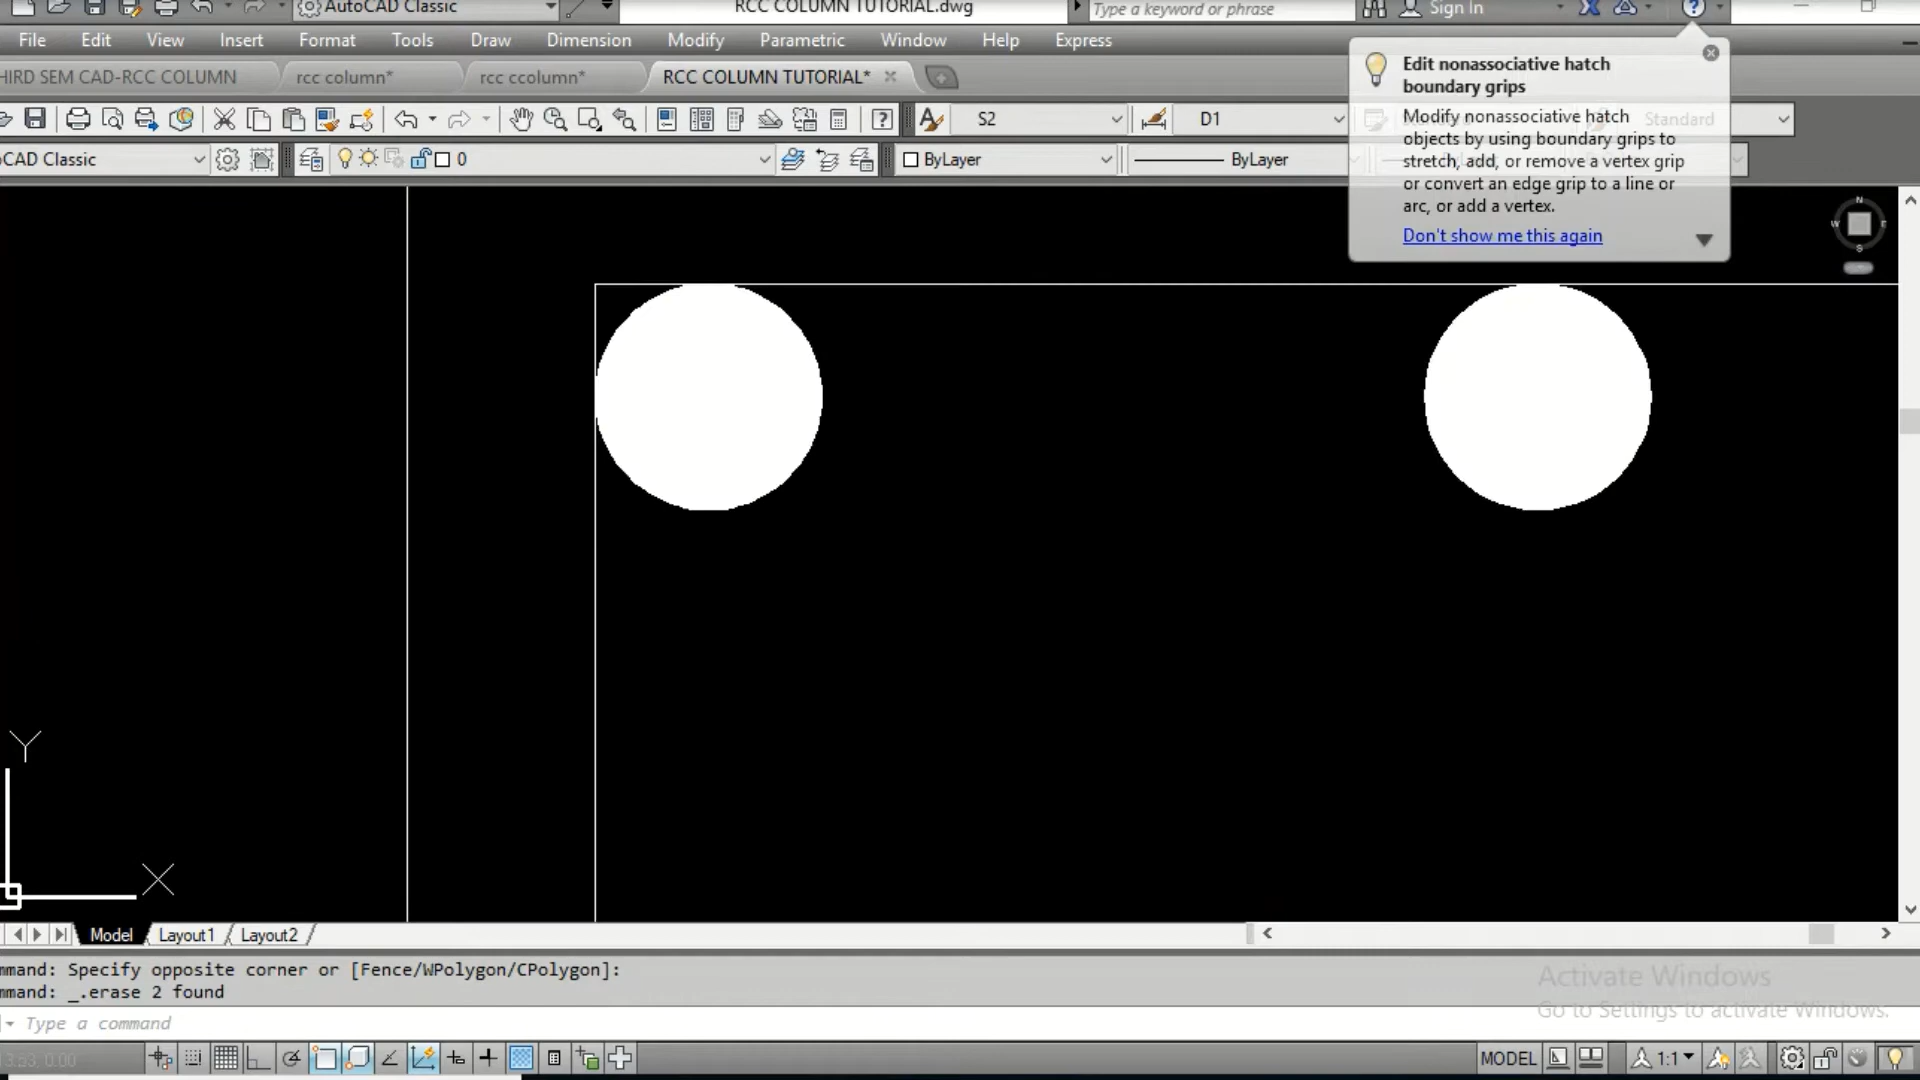 AutoCAD Classic
RCC COLUMN TUTORIAL.dwg
Type a keyword or phrase
Sign In
File Edit View Insert Format Tools Draw Dimension Modify Parametric Window Help Express
HIRD SEM CAD-RCC COLUMN
rcc column*
rcc ccolumn*
RCC COLUMN TUTORIAL*
Edit nonassociative hatch
boundary grips
Modify nonassociative hatch
objects by using boundary grips to
stretch, add, or remove a vertex grip
or convert an edge grip to a line or
arc, or add a vertex.
Don't show me this again
S2
D1
Standard
CAD Classic
0
ByLayer
ByLayer
N
W
S
Y
X
Model Layout1 Layout2
mmand: Specify opposite corner or [Fence/WPolygon/CPolygon]:
mmand: _.erase 2 found
Type a command
Activate Windows
Go to Settings to activate Windows.
MODEL
1:1